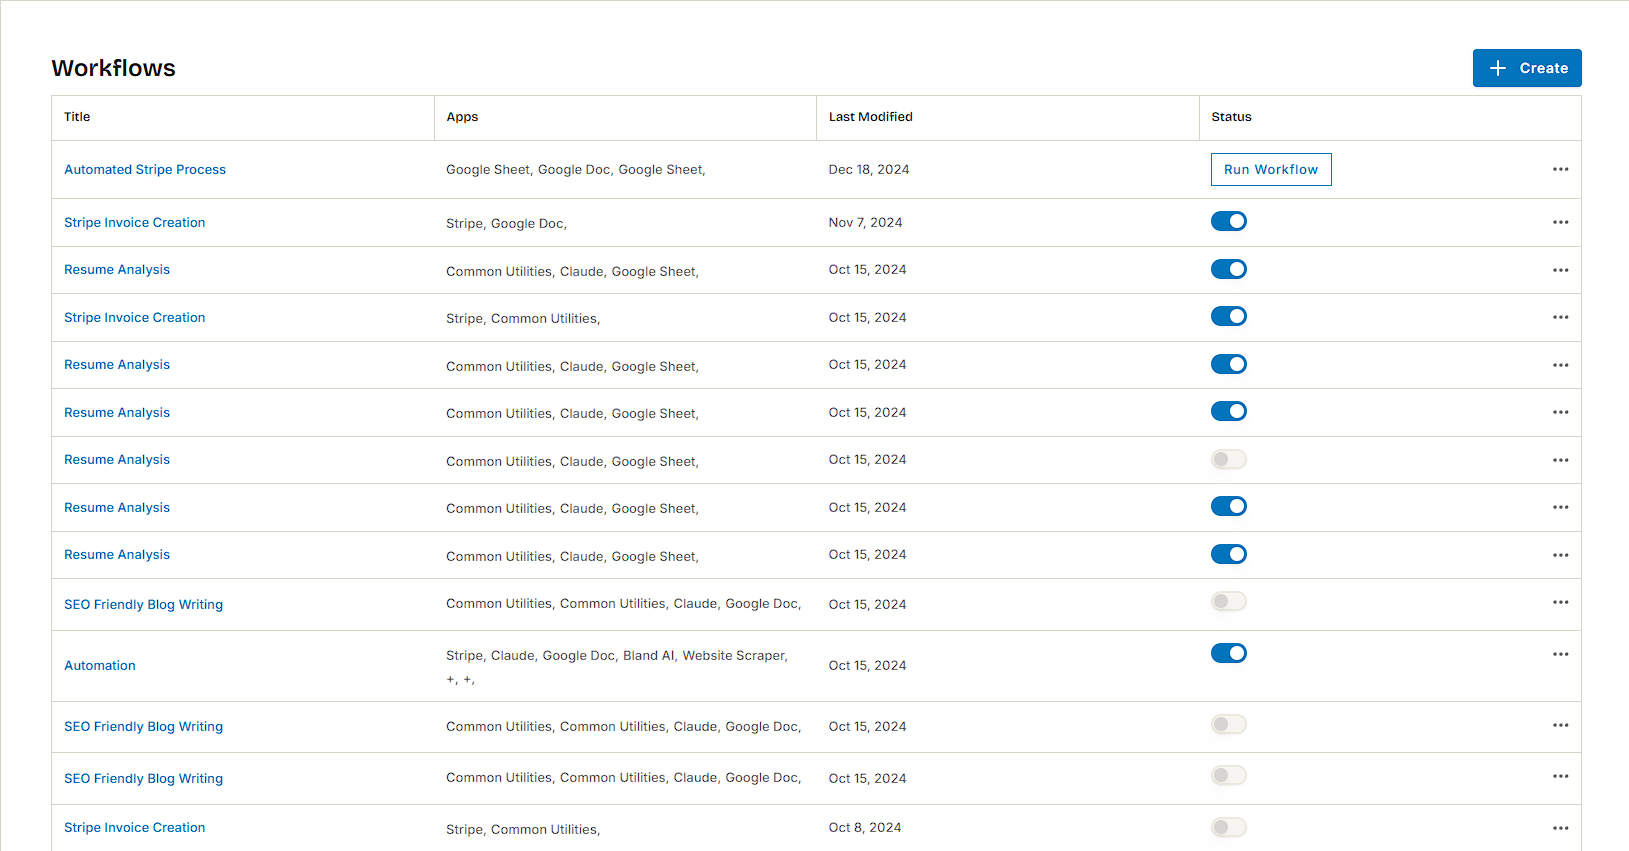 Workflows
+ Create
Title Apps Last Modified Status
Automated Stripe Process Google Sheet, Google Doc, Google Sheet, Dec 18, 2024 Run Workflow
Stripe Invoice Creation Stripe, Google Doc, Nov 7, 2024
Resume Analysis Common Utilities, Claude, Google Sheet, Oct 15, 2024
Stripe Invoice Creation Stripe, Common Utilities, Oct 15, 2024
Resume Analysis Common Utilities, Claude, Google Sheet, Oct 15, 2024
Resume Analysis Common Utilities, Claude, Google Sheet, Oct 15, 2024
Resume Analysis Common Utilities, Claude, Google Sheet, Oct 15, 2024
Resume Analysis Common Utilities, Claude, Google Sheet, Oct 15, 2024
Resume Analysis Common Utilities, Claude, Google Sheet, Oct 15, 2024
SEO Friendly Blog Writing Common Utilities, Common Utilities, Claude, Google Doc, Oct 15, 2024
Automation Stripe, Claude, Google Doc, Bland AI, Website Scraper, Oct 15, 2024
+, +,
SEO Friendly Blog Writing Common Utilities, Common Utilities, Claude, Google Doc, Oct 15, 2024
SEO Friendly Blog Writing Common Utilities, Common Utilities, Claude, Google Doc, Oct 15, 2024
Stripe Invoice Creation Stripe, Common Utilities, Oct 8, 2024